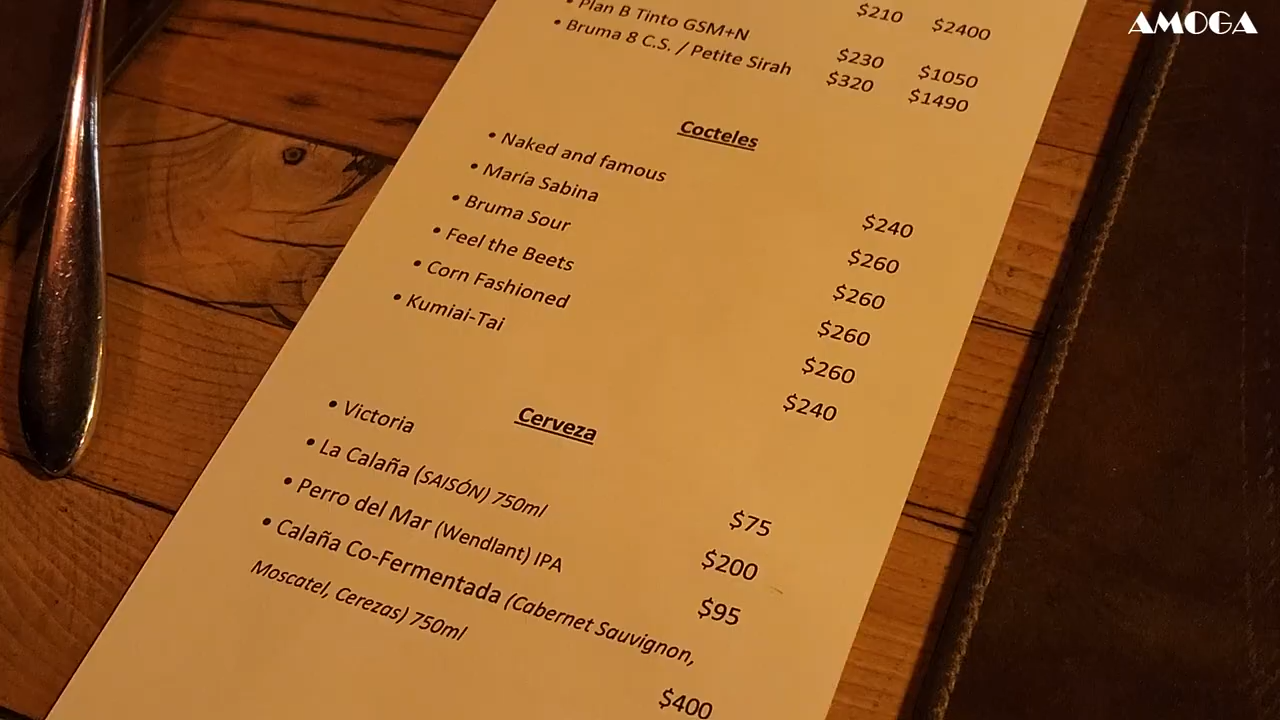 AMOGA
$210 $2400
• Plan B Tinto GSM+N $230 $1050
• Bruma 8 C.S. / Petite Sirah $320 $1490
Cocteles
• Naked and famous $240
• María Sabina $260
• Bruma Sour $260
• Feel the Beets $260
• Corn Fashioned $260
• Kumiai-Tai $240
Cerveza
• Victoria $75
• La Calaña (SAISÓN) 750ml $200
• Perro del Mar (Wendlant) IPA $95
• Calaña Co-Fermentada (Cabernet Sauvignon,
Moscatel, Cerezas) 750ml $400